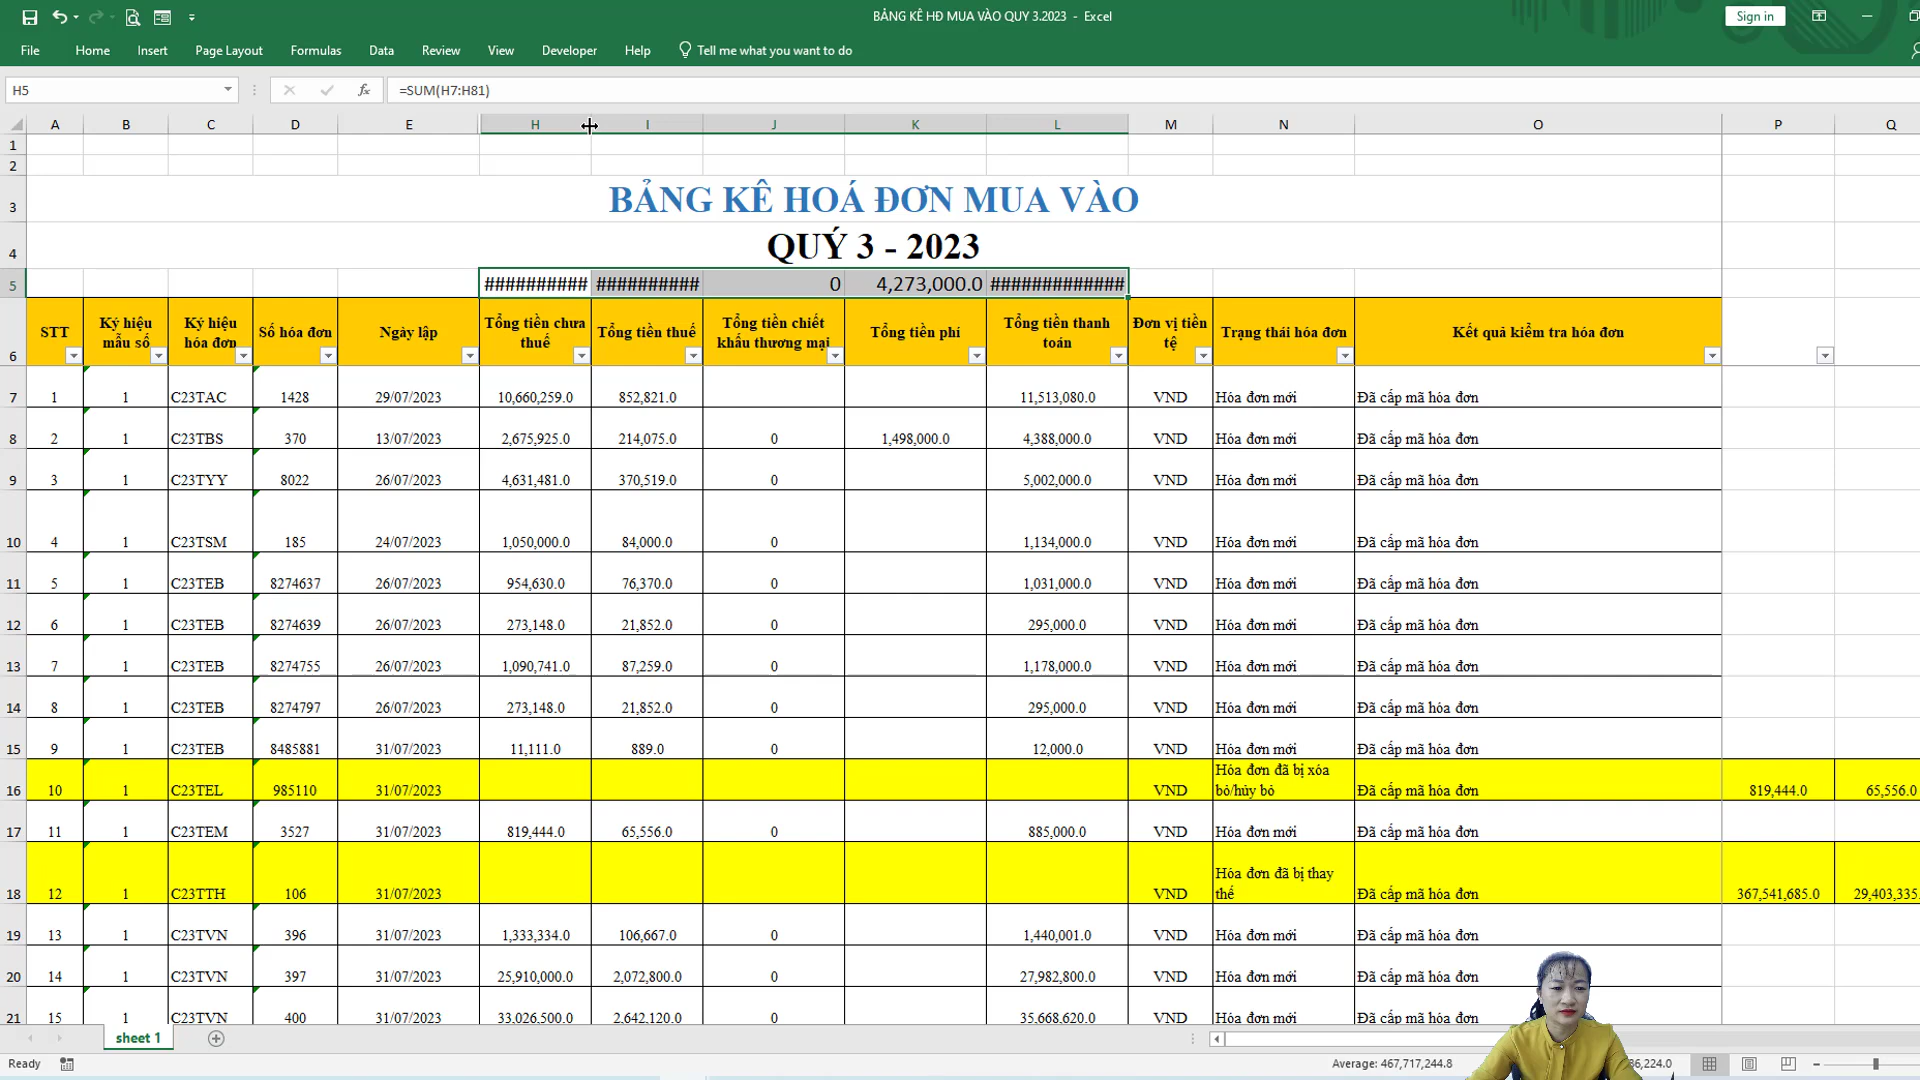 BẢNG KÊ HĐ MUA VÀO QUY 3.2023 - Excel
Sign in
File Home Insert Page Layout Formulas Data Review View Developer Help Tell me what you want to do
H5 fx =SUM(H7:H81)
A B C D E H I J K L M N O P Q
1
2
3 BẢNG KÊ HOÁ ĐƠN MUA VÀO
4 QUÝ 3 - 2023
5 ########## ########## 0 4,273,000.0 #############
6 STT Ký hiệu mẫu số Ký hiệu hóa đơn Số hóa đơn Ngày lập Tổng tiền chưa thuế Tổng tiền thuế Tổng tiền chiết khấu thương mại Tổng tiền phí Tổng tiền thanh toán Đơn vị tiền tệ Trạng thái hóa đơn Kết quả kiểm tra hóa đơn
7 1 1 C23TAC 1428 29/07/2023 10,660,259.0 852,821.0 11,513,080.0 VND Hóa đơn mới Đã cấp mã hóa đơn
8 2 1 C23TBS 370 13/07/2023 2,675,925.0 214,075.0 0 1,498,000.0 4,388,000.0 VND Hóa đơn mới Đã cấp mã hóa đơn
9 3 1 C23TYY 8022 26/07/2023 4,631,481.0 370,519.0 0 5,002,000.0 VND Hóa đơn mới Đã cấp mã hóa đơn
10 4 1 C23TSM 185 24/07/2023 1,050,000.0 84,000.0 0 1,134,000.0 VND Hóa đơn mới Đã cấp mã hóa đơn
11 5 1 C23TEB 8274637 26/07/2023 954,630.0 76,370.0 0 1,031,000.0 VND Hóa đơn mới Đã cấp mã hóa đơn
12 6 1 C23TEB 8274639 26/07/2023 273,148.0 21,852.0 0 295,000.0 VND Hóa đơn mới Đã cấp mã hóa đơn
13 7 1 C23TEB 8274755 26/07/2023 1,090,741.0 87,259.0 0 1,178,000.0 VND Hóa đơn mới Đã cấp mã hóa đơn
14 8 1 C23TEB 8274797 26/07/2023 273,148.0 21,852.0 0 295,000.0 VND Hóa đơn mới Đã cấp mã hóa đơn
15 9 1 C23TEB 8485881 31/07/2023 11,111.0 889.0 0 12,000.0 VND Hóa đơn mới Đã cấp mã hóa đơn
16 10 1 C23TEL 985110 31/07/2023 VND Hóa đơn đã bị xóa bỏ/hủy bỏ Đã cấp mã hóa đơn 819,444.0 65,556.0
17 11 1 C23TEM 3527 31/07/2023 819,444.0 65,556.0 0 885,000.0 VND Hóa đơn mới Đã cấp mã hóa đơn
18 12 1 C23TTH 106 31/07/2023 VND Hóa đơn đã bị thay thế Đã cấp mã hóa đơn 367,541,685.0 29,403,335.
19 13 1 C23TVN 396 31/07/2023 1,333,334.0 106,667.0 0 1,440,001.0 VND Hóa đơn mới Đã cấp mã hóa đơn
20 14 1 C23TVN 397 31/07/2023 25,910,000.0 2,072,800.0 0 27,982,800.0 VND Hóa đơn mới Đã cấp mã hóa đơn
21 15 1 C23TVN 400 31/07/2023 33,026,500.0 2,642,120.0 0 35,668,620.0 VND Hóa đơn mới Đã cấp mã hóa đơn
sheet 1
Ready Average: 467,717,244.8